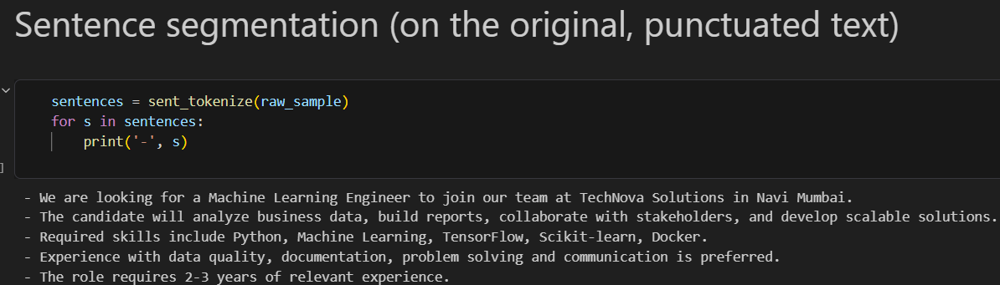 Sentence segmentation (on the original, punctuated text)
sentences = sent_tokenize(raw_sample)
for s in sentences:
    print('-', s)
]
- We are looking for a Machine Learning Engineer to join our team at TechNova Solutions in Navi Mumbai.
- The candidate will analyze business data, build reports, collaborate with stakeholders, and develop scalable solutions.
- Required skills include Python, Machine Learning, TensorFlow, Scikit-learn, Docker.
- Experience with data quality, documentation, problem solving and communication is preferred.
- The role requires 2-3 years of relevant experience.